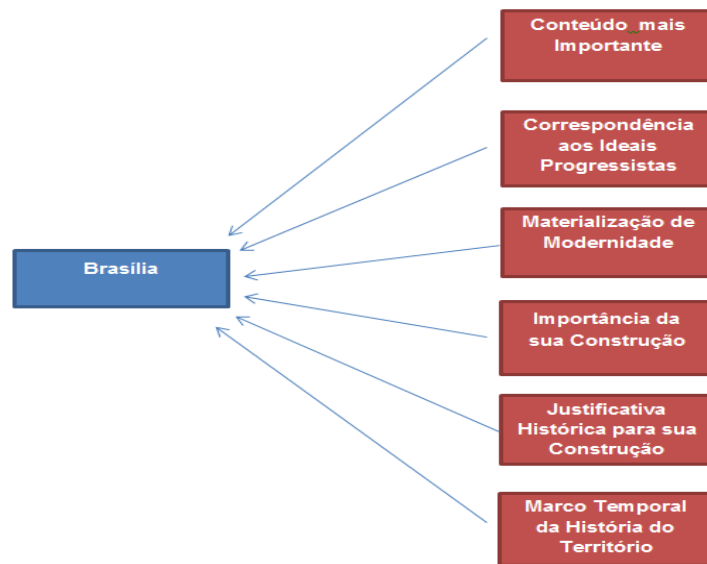 Conteúdo mais
Importante
Correspondência
aos Ideais
Progressistas
Materialização de
Modernidade
Brasília
Importância da
sua Construção
Justificativa
Histórica para sua
Construção
Marco Temporal
da História do
Território